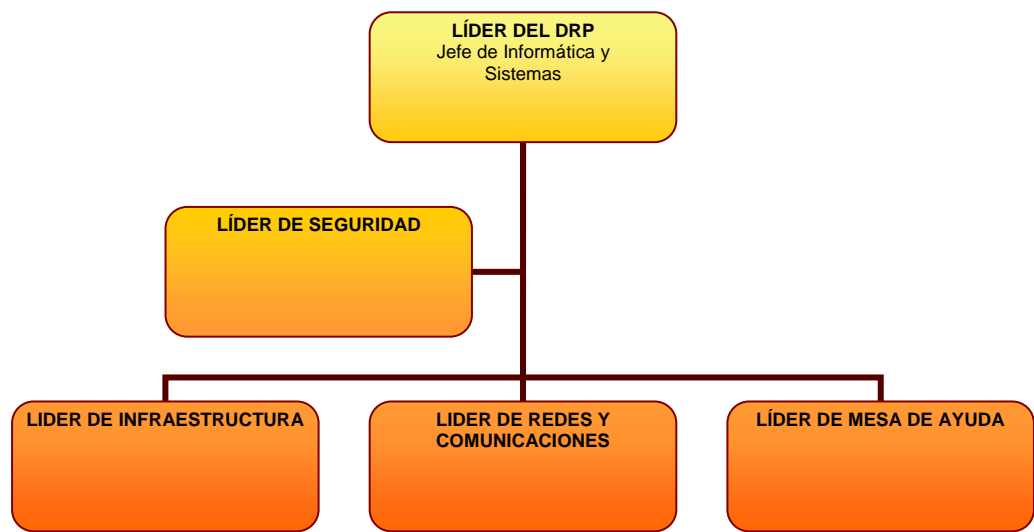 LÍDER DEL DRP
Jefe de Informática y
Sistemas
LÍDER DE SEGURIDAD
LIDER DE INFRAESTRUCTURA
LIDER DE REDES Y
COMUNICACIONES
LÍDER DE MESA DE AYUDA